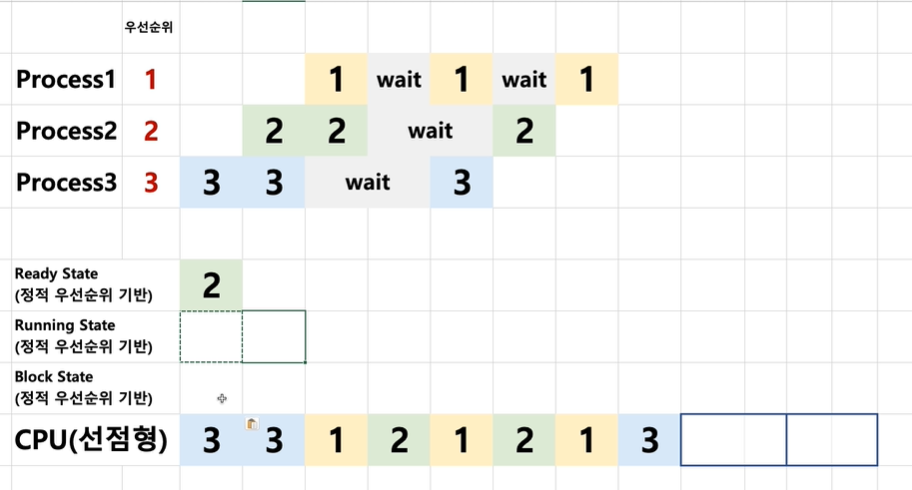 우선순위
Process1 1 1 wait 1 wait 1
Process2 2 2 2 wait 2
Process3 3 3 3 wait 3
Ready State
(정적 우선순위 기반) 2
Running State
(정적 우선순위 기반)
Block State
(정적 우선순위 기반)
CPU(선점형) 3 3 1 2 1 2 1 3